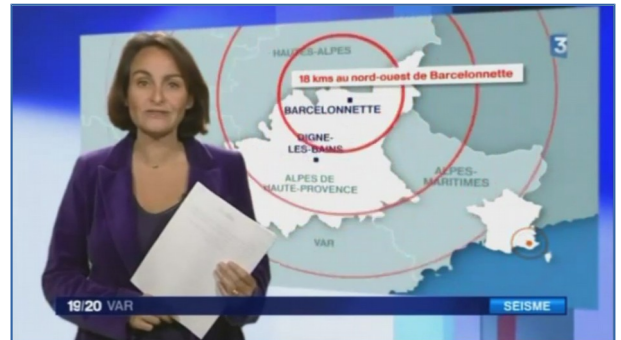 3
HAUTES-ALPES
18 kms au nord-ouest de Barcelonnette
BARCELONNETTE
DIGNE-
LES-BAINS
ALPES DE
HAUTE-PROVENCE
ALPES-
MARITIMES
VAR
19/20 VAR
SEISME